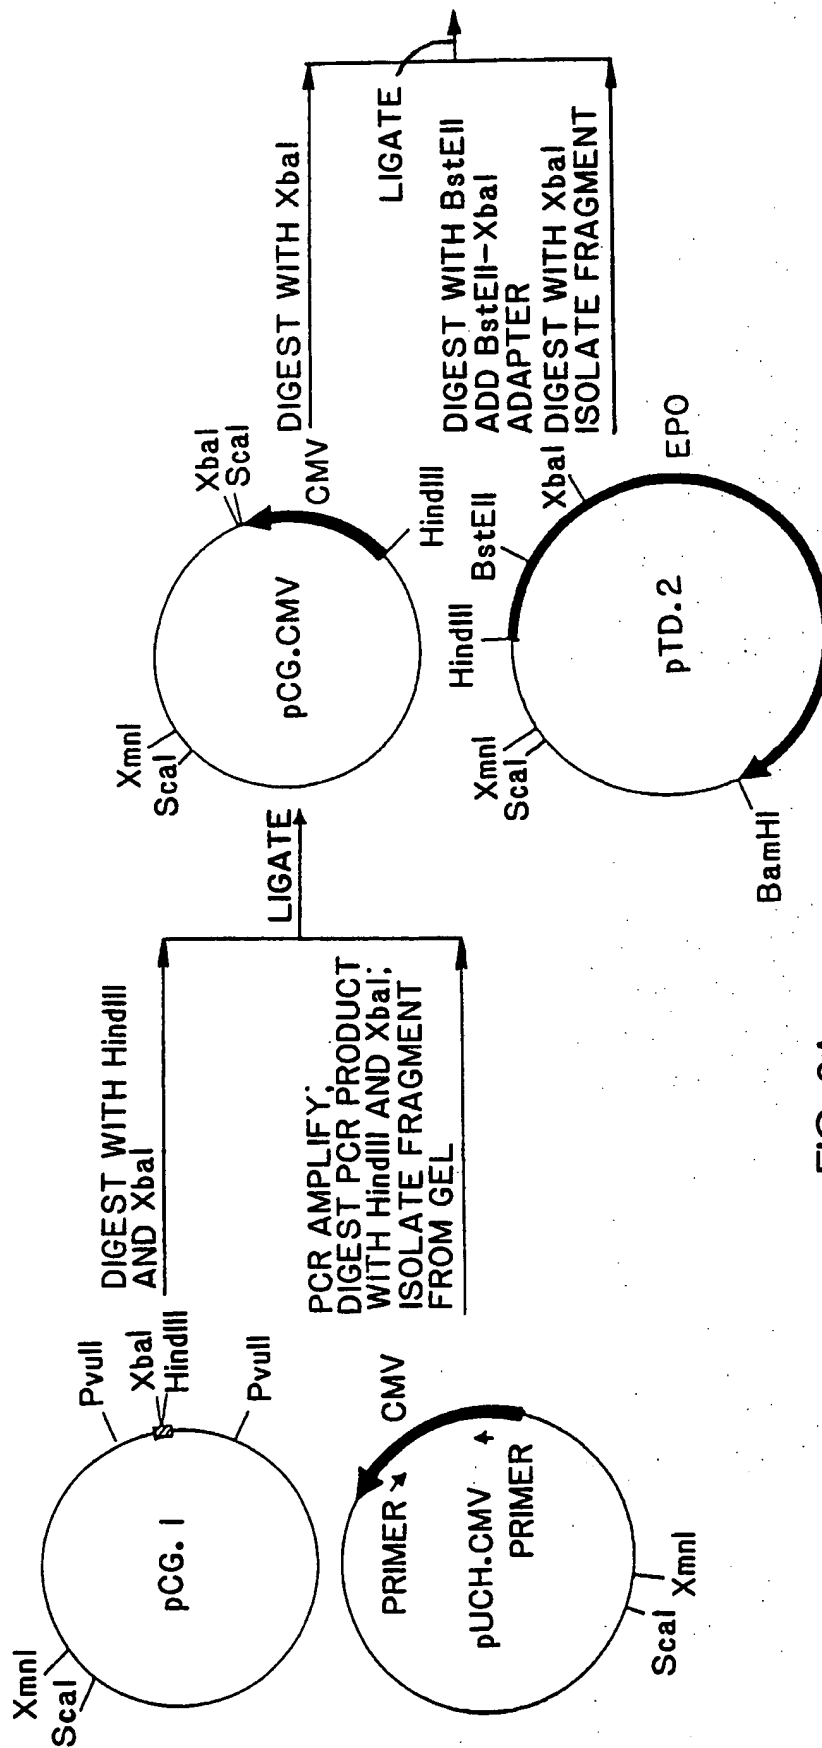 XmnI
ScaI
pCG.1
PvuII
XbaI
HindIII
PvuII
DIGEST WITH HindIII
AND XbaI
PRIMER
CMV
pUCH.CMV
PRIMER
ScaI
XmnI
PCR AMPLIFY;
DIGEST PCR PRODUCT
WITH HindIII AND XbaI;
ISOLATE FRAGMENT
FROM GEL
LIGATE
XmnI
ScaI
pCG.CMV
XbaI
ScaI
CMV
HindIII
DIGEST WITH XbaI
XmnI
ScaI
HindIII
BstEII
XbaI
EPO
pTD.2
BamHI
DIGEST WITH BstEII
ADD BstEII-XbaI
ADAPTER
DIGEST WITH XbaI
ISOLATE FRAGMENT
LIGATE